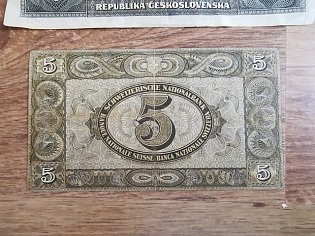 REPUBLIKA ČESKOSLOVENSKÁ
5 5
SCHWEIZERISCHE NATIONALBANK
5
BANQUE NATIONALE SUISSE BANCA NAZIONALE SVIZZERA
5 5